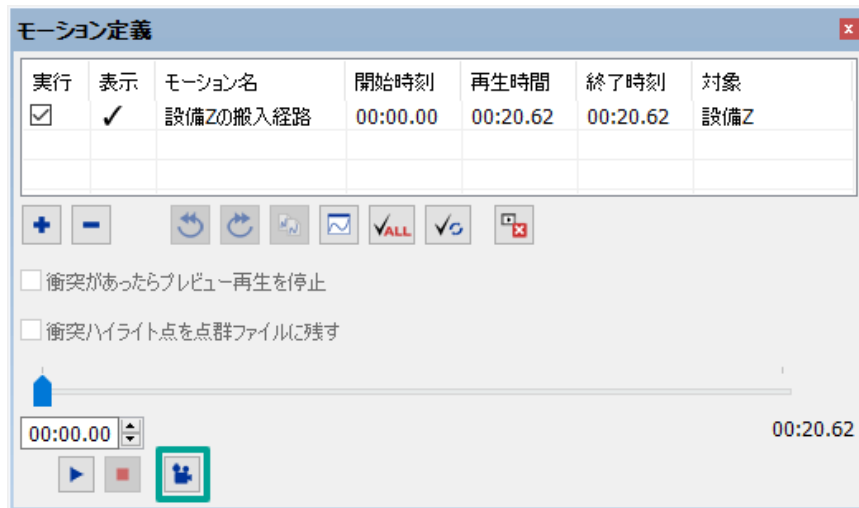 モーション定義
実行 表示 モーション名 開始時刻 再生時間 終了時刻 対象
設備Zの搬入経路 00:00.00 00:20.62 00:20.62 設備Z
ALL
衝突があったらプレビュー再生を停止
衝突ハイライト点を点群ファイルに残す
00:00.00 00:20.62